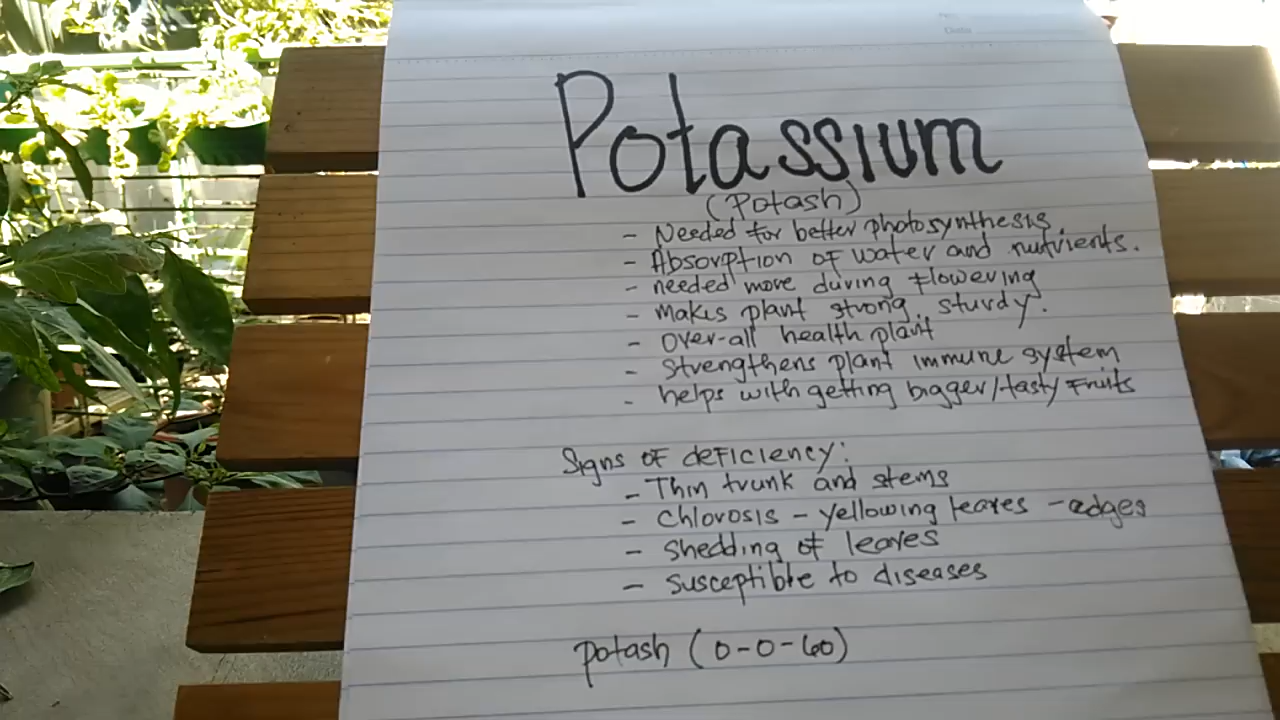 Potassium
(Potash)
- Needed for better photosynthesis.
- Absorption of water and nutrients.
- needed more during flowering
- makes plant strong, sturdy.
- over-all health plant
- strengthens plant immune system
- helps with getting bigger/tasty Fruits
Signs of deficiency:
- Thin trunk and stems
- chlorosis - yellowing leaves - edges
- shedding of leaves
- susceptible to diseases
potash (0-0-60)